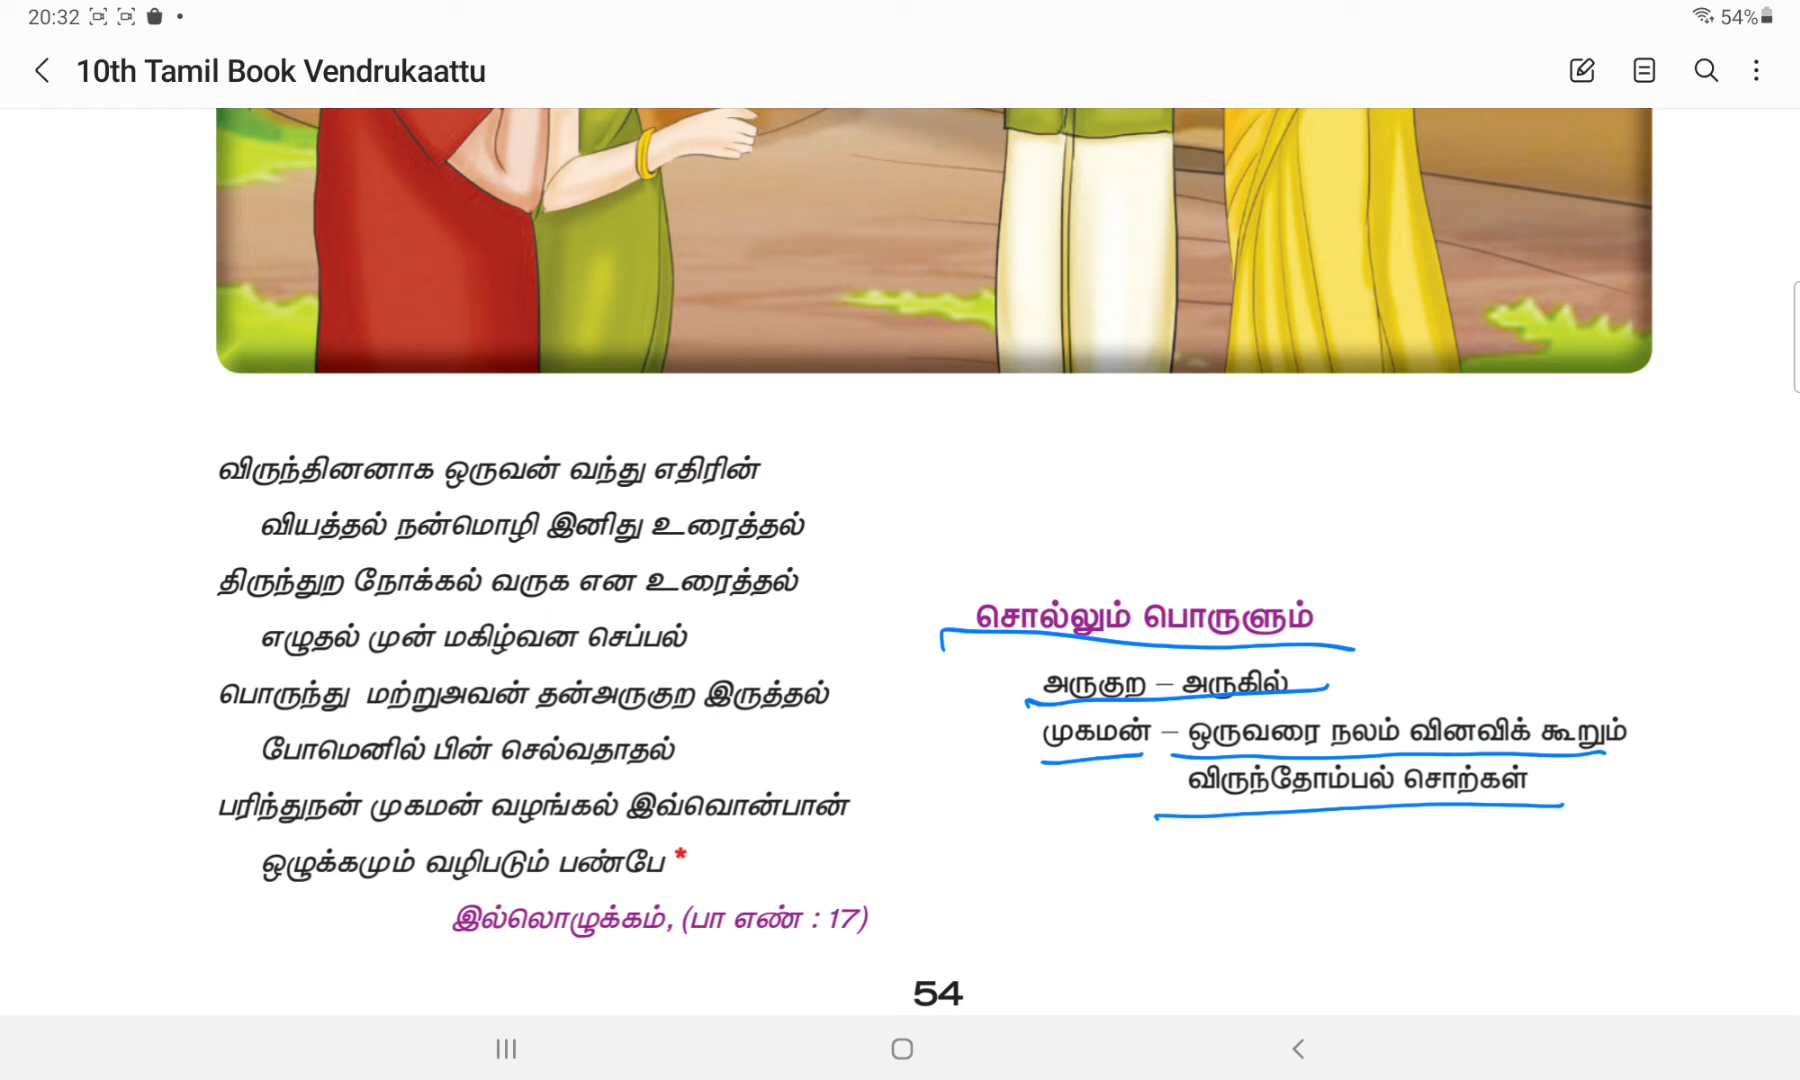 20:32
54%
10th Tamil Book Vendrukaattu
விருந்தினனாக ஒருவன் வந்து எதிரின்
வியத்தல் நன்மொழி இனிது உரைத்தல்
திருந்துற நோக்கல் வருக என உரைத்தல்
எழுதல் முன் மகிழ்வன செப்பல்
பொருந்து மற்றுஅவன் தன்அருகுற இருத்தல்
போமெனில் பின் செல்வதாதல்
பரிந்துநன் முகமன் வழங்கல் இவ்வொன்பான்
ஒழுக்கமும் வழிபடும் பண்பே *
இல்லொழுக்கம், (பா எண் : 17)
சொல்லும் பொருளும்
அருகுற – அருகில்
முகமன் – ஒருவரை நலம் வினவிக் கூறும்
விருந்தோம்பல் சொற்கள்
54